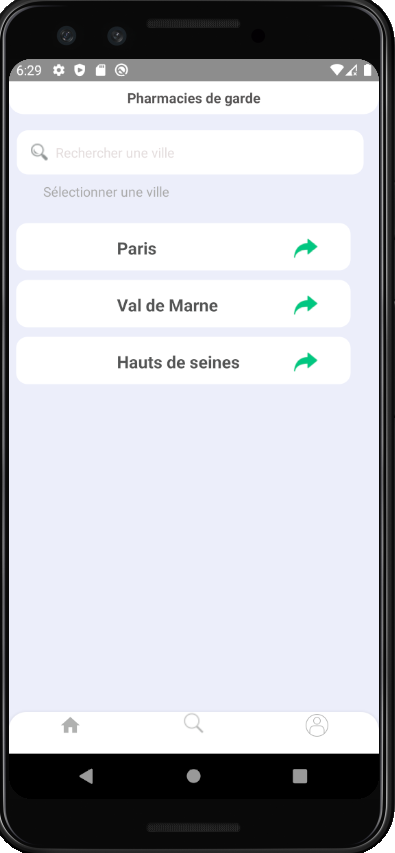 6:29
Pharmacies de garde
Rechercher une ville
Sélectionner une ville
Paris
Val de Marne
Hauts de seines